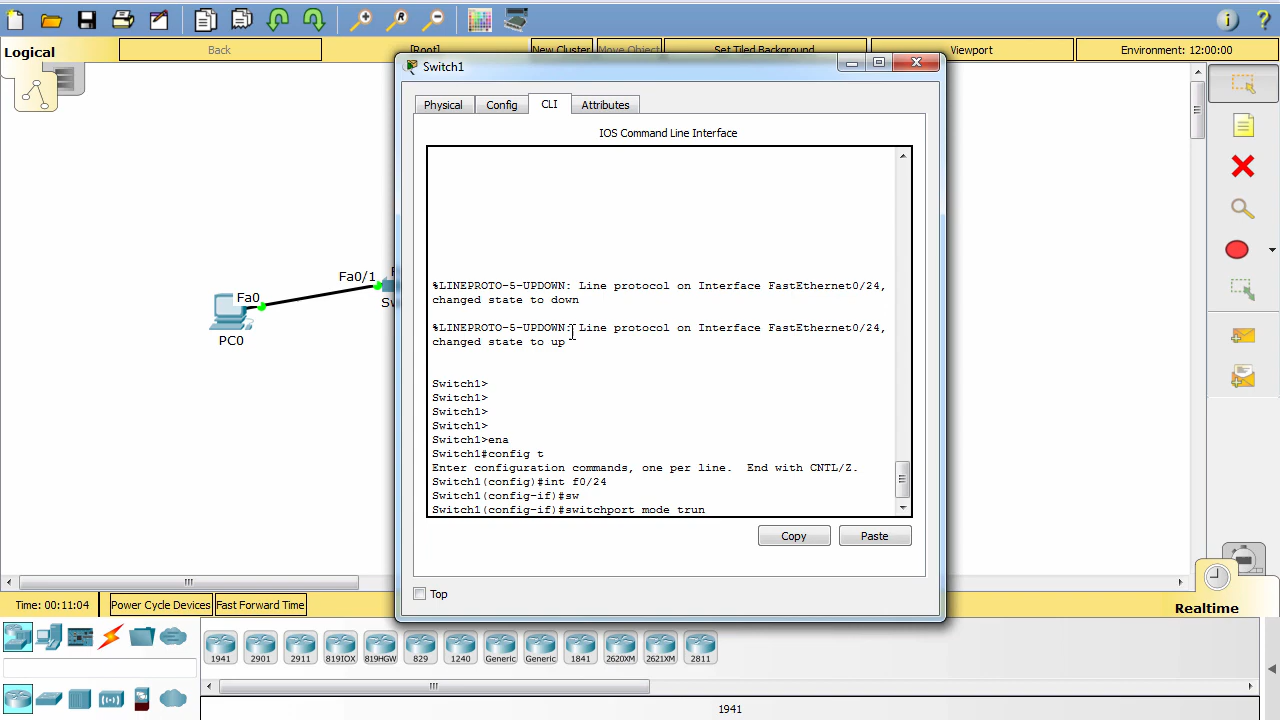 Logical
Back
[Root]
New Cluster
Move Object
Set Tiled Background
Viewport
Environment: 12:00:00
Switch1
Physical
Config
CLI
Attributes
IOS Command Line Interface
%LINEPROTO-5-UPDOWN: Line protocol on Interface FastEthernet0/24,
changed state to down
%LINEPROTO-5-UPDOWN: Line protocol on Interface FastEthernet0/24,
changed state to up
Switch1>
Switch1>
Switch1>
Switch1>
Switch1>ena
Switch1#config t
Enter configuration commands, one per line.  End with CNTL/Z.
Switch1(config)#int f0/24
Switch1(config-if)#sw
Switch1(config-if)#switchport mode trun
Copy
Paste
Top
Fa0/1
Fa0
PC0
Time: 00:11:04
Power Cycle Devices
Fast Forward Time
Realtime
1941
2901
2911
819IOX
819HGW
829
1240
Generic
Generic
1841
2620XM
2621XM
2811
1941